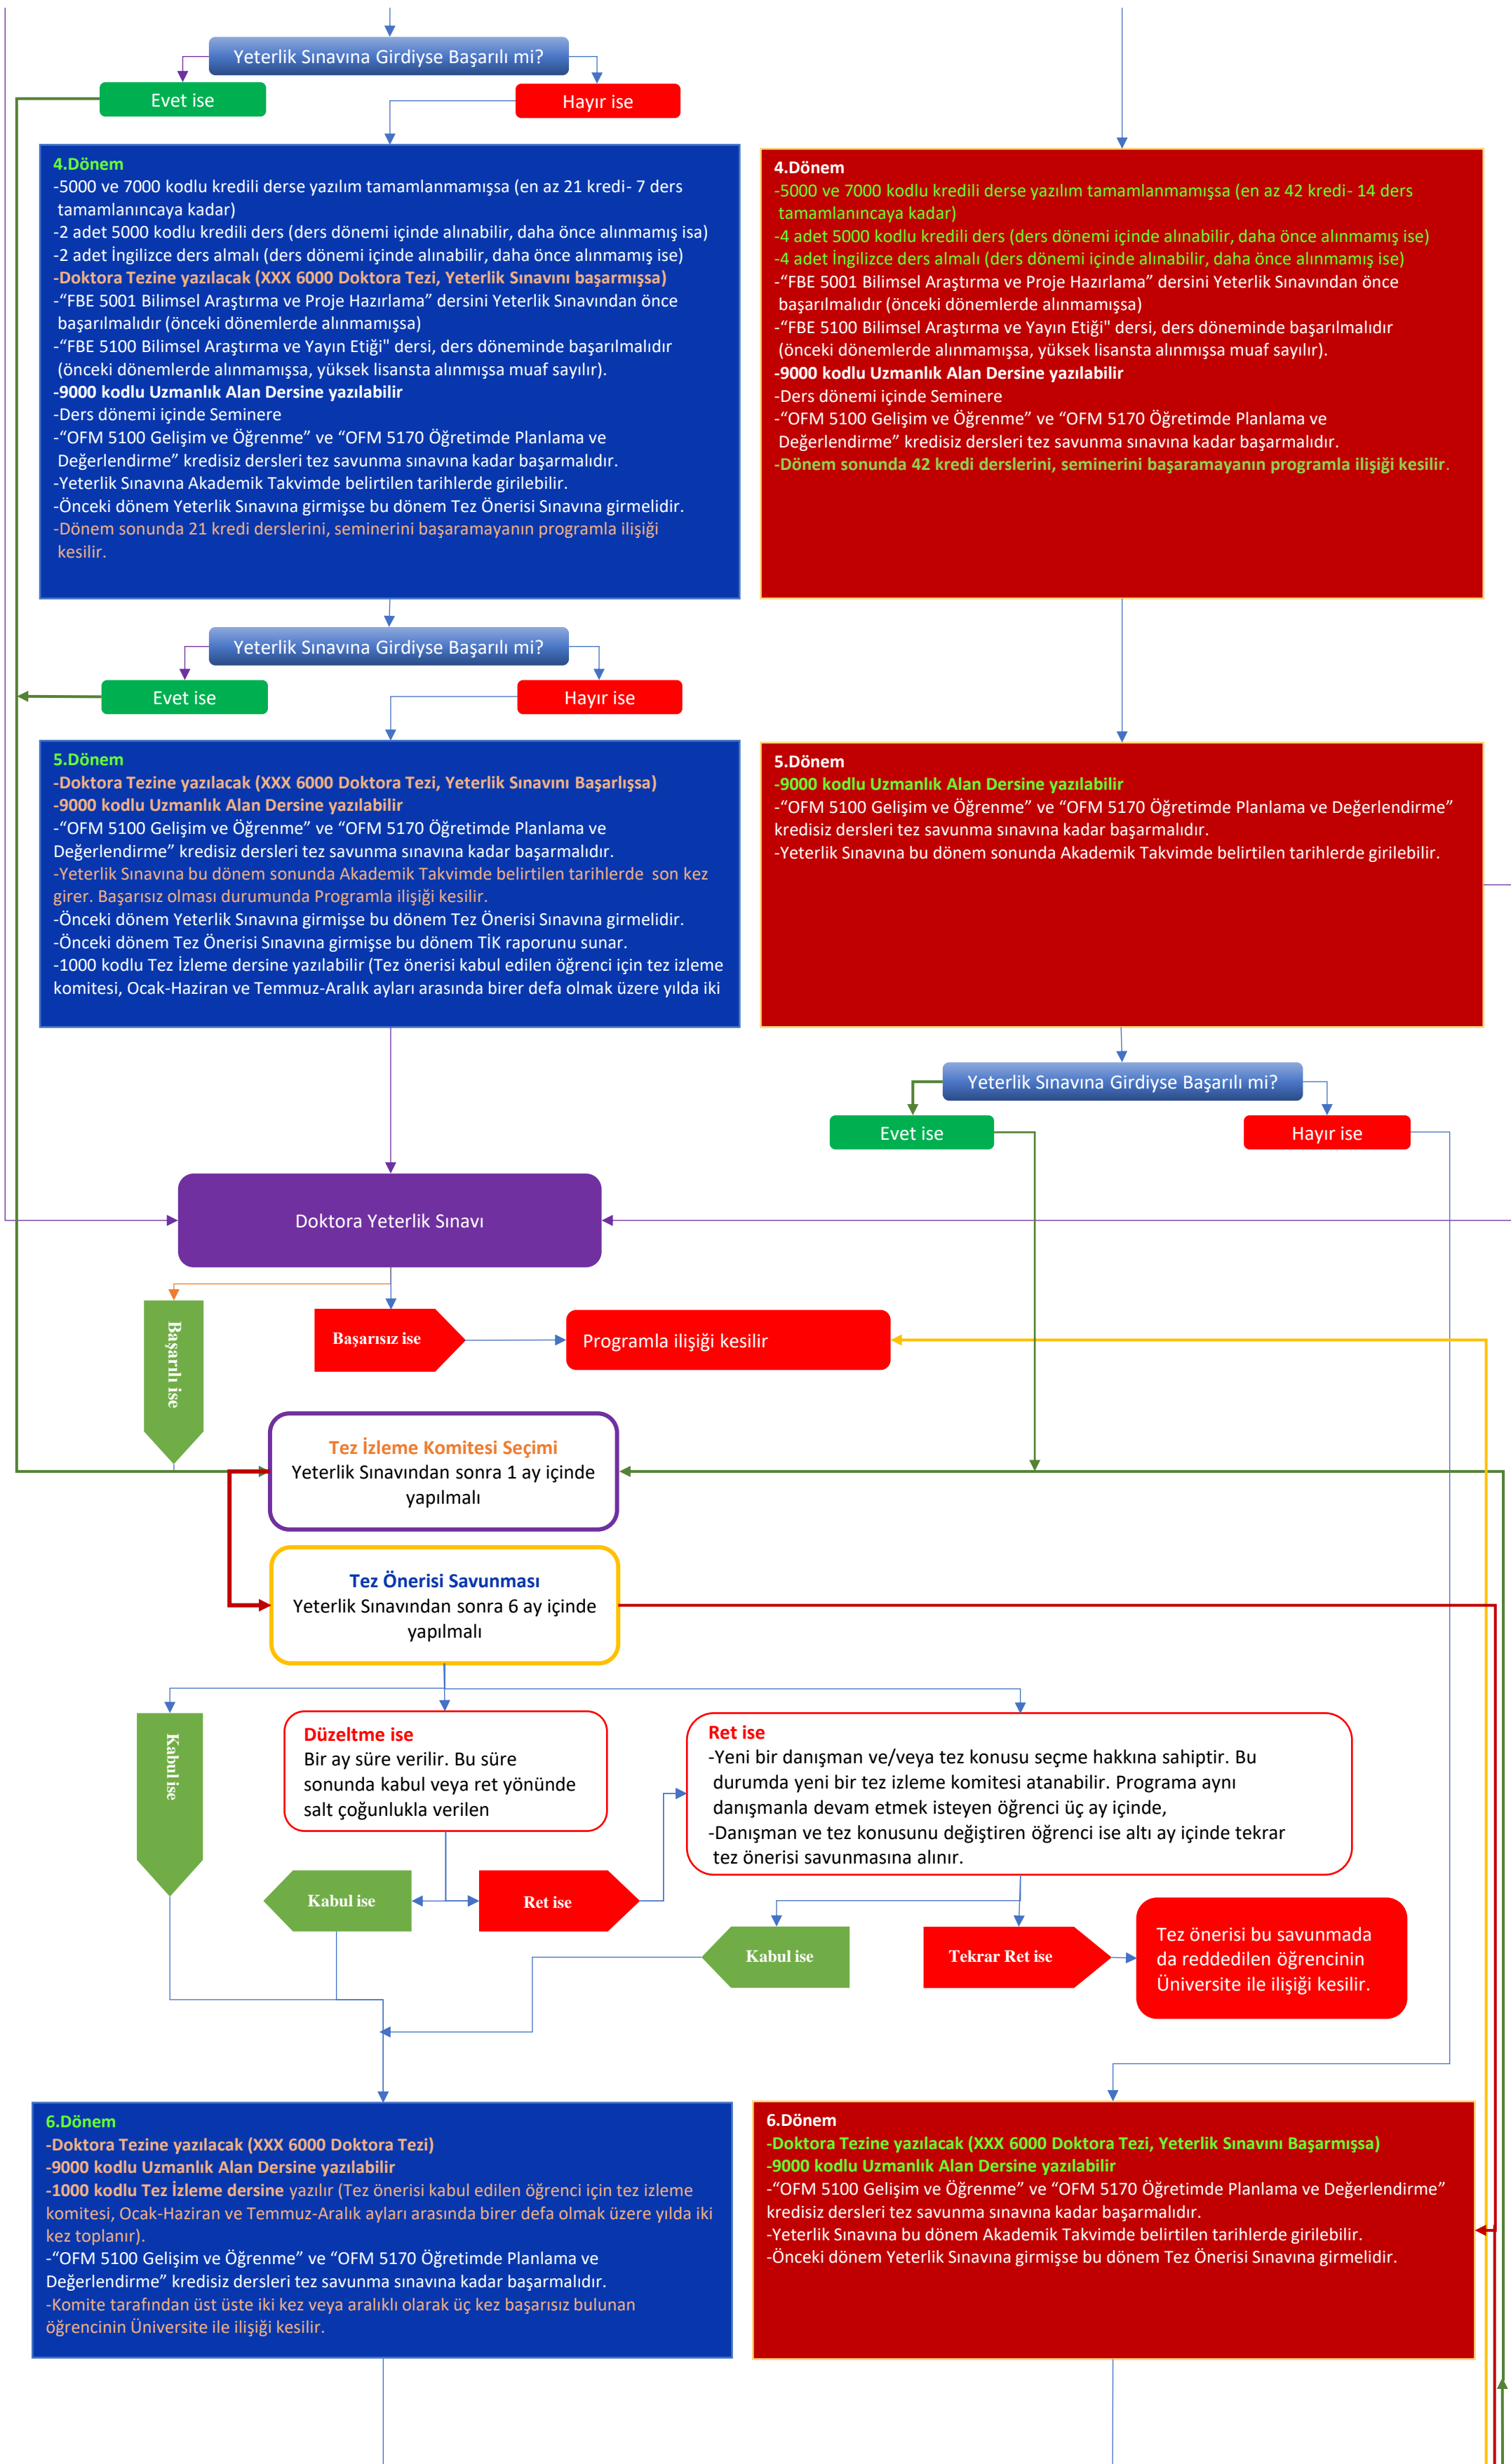 Yeterlik Sınavına Girdiyse Başarılı mi?
Evet ise
Hayır ise
4.Dönem
-5000 ve 7000 kodlu kredili derse yazılım tamamlanmamışsa (en az 21 kredi- 7 ders
tamamlanıncaya kadar)
-2 adet 5000 kodlu kredili ders (ders dönemi içinde alınabilir, daha önce alınmamış isa)
-2 adet İngilizce ders almalı (ders dönemi içinde alınabilir, daha önce alınmamış ise)
-Doktora Tezine yazılacak (XXX 6000 Doktora Tezi, Yeterlik Sınavını başarmışsa)
-“FBE 5001 Bilimsel Araştırma ve Proje Hazırlama” dersini Yeterlik Sınavından önce
başarılmalıdır (önceki dönemlerde alınmamışsa)
-“FBE 5100 Bilimsel Araştırma ve Yayın Etiği" dersi, ders döneminde başarılmalıdır
(önceki dönemlerde alınmamışsa, yüksek lisansta alınmışsa muaf sayılır).
-9000 kodlu Uzmanlık Alan Dersine yazılabilir
-Ders dönemi içinde Seminere
-“OFM 5100 Gelişim ve Öğrenme” ve “OFM 5170 Öğretimde Planlama ve
Değerlendirme” kredisiz dersleri tez savunma sınavına kadar başarmalıdır.
-Yeterlik Sınavına Akademik Takvimde belirtilen tarihlerde girilebilir.
-Önceki dönem Yeterlik Sınavına girmişse bu dönem Tez Önerisi Sınavına girmelidir.
-Dönem sonunda 21 kredi derslerini, seminerini başaramayanın programla ilişiği
kesilir.
4.Dönem
-5000 ve 7000 kodlu kredili derse yazılım tamamlanmamışsa (en az 42 kredi- 14 ders
tamamlanıncaya kadar)
-4 adet 5000 kodlu kredili ders (ders dönemi içinde alınabilir, daha önce alınmamış ise)
-4 adet İngilizce ders almalı (ders dönemi içinde alınabilir, daha önce alınmamış ise)
-“FBE 5001 Bilimsel Araştırma ve Proje Hazırlama” dersini Yeterlik Sınavından önce
başarılmalıdır (önceki dönemlerde alınmamışsa)
-“FBE 5100 Bilimsel Araştırma ve Yayın Etiği" dersi, ders döneminde başarılmalıdır
(önceki dönemlerde alınmamışsa, yüksek lisansta alınmışsa muaf sayılır).
-9000 kodlu Uzmanlık Alan Dersine yazılabilir
-Ders dönemi içinde Seminere
-“OFM 5100 Gelişim ve Öğrenme” ve “OFM 5170 Öğretimde Planlama ve
Değerlendirme” kredisiz dersleri tez savunma sınavına kadar başarmalıdır.
-Dönem sonunda 42 kredi derslerini, seminerini başaramayanın programla ilişiği kesilir.
Yeterlik Sınavına Girdiyse Başarılı mi?
Evet ise
Hayır ise
5.Dönem
-Doktora Tezine yazılacak (XXX 6000 Doktora Tezi, Yeterlik Sınavını Başarlışsa)
-9000 kodlu Uzmanlık Alan Dersine yazılabilir
-“OFM 5100 Gelişim ve Öğrenme” ve “OFM 5170 Öğretimde Planlama ve
Değerlendirme” kredisiz dersleri tez savunma sınavına kadar başarmalıdır.
-Yeterlik Sınavına bu dönem sonunda Akademik Takvimde belirtilen tarihlerde son kez
girer. Başarısız olması durumunda Programla ilişiği kesilir.
-Önceki dönem Yeterlik Sınavına girmişse bu dönem Tez Önerisi Sınavına girmelidir.
-Önceki dönem Tez Önerisi Sınavına girmişse bu dönem TİK raporunu sunar.
-1000 kodlu Tez İzleme dersine yazılabilir (Tez önerisi kabul edilen öğrenci için tez izleme
komitesi, Ocak-Haziran ve Temmuz-Aralık ayları arasında birer defa olmak üzere yılda iki
5.Dönem
-9000 kodlu Uzmanlık Alan Dersine yazılabilir
-“OFM 5100 Gelişim ve Öğrenme” ve “OFM 5170 Öğretimde Planlama ve Değerlendirme”
kredisiz dersleri tez savunma sınavına kadar başarmalıdır.
-Yeterlik Sınavına bu dönem sonunda Akademik Takvimde belirtilen tarihlerde girilebilir.
Yeterlik Sınavına Girdiyse Başarılı mi?
Evet ise
Hayır ise
Doktora Yeterlik Sınavı
Başarılı ise
Başarısız ise
Programla ilişiği kesilir
Tez İzleme Komitesi Seçimi
Yeterlik Sınavından sonra 1 ay içinde
yapılmalı
Tez Önerisi Savunması
Yeterlik Sınavından sonra 6 ay içinde
yapılmalı
Kabul ise
Düzeltme ise
Bir ay süre verilir. Bu süre
sonunda kabul veya ret yönünde
salt çoğunlukla verilen
Ret ise
-Yeni bir danışman ve/veya tez konusu seçme hakkına sahiptir. Bu
durumda yeni bir tez izleme komitesi atanabilir. Programa aynı
danışmanla devam etmek isteyen öğrenci üç ay içinde,
-Danışman ve tez konusunu değiştiren öğrenci ise altı ay içinde tekrar
tez önerisi savunmasına alınır.
Kabul ise
Ret ise
Kabul ise
Tekrar Ret ise
Tez önerisi bu savunmada
da reddedilen öğrencinin
Üniversite ile ilişiği kesilir.
6.Dönem
-Doktora Tezine yazılacak (XXX 6000 Doktora Tezi)
-9000 kodlu Uzmanlık Alan Dersine yazılabilir
-1000 kodlu Tez İzleme dersine yazılır (Tez önerisi kabul edilen öğrenci için tez izleme
komitesi, Ocak-Haziran ve Temmuz-Aralık ayları arasında birer defa olmak üzere yılda iki
kez toplanır).
-“OFM 5100 Gelişim ve Öğrenme” ve “OFM 5170 Öğretimde Planlama ve
Değerlendirme” kredisiz dersleri tez savunma sınavına kadar başarmalıdır.
-Komite tarafından üst üste iki kez veya aralıklı olarak üç kez başarısız bulunan
öğrencinin Üniversite ile ilişiği kesilir.
6.Dönem
-Doktora Tezine yazılacak (XXX 6000 Doktora Tezi, Yeterlik Sınavını Başarmışsa)
-9000 kodlu Uzmanlık Alan Dersine yazılabilir
-“OFM 5100 Gelişim ve Öğrenme” ve “OFM 5170 Öğretimde Planlama ve Değerlendirme”
kredisiz dersleri tez savunma sınavına kadar başarmalıdır.
-Yeterlik Sınavına bu dönem Akademik Takvimde belirtilen tarihlerde girilebilir.
-Önceki dönem Yeterlik Sınavına girmişse bu dönem Tez Önerisi Sınavına girmelidir.